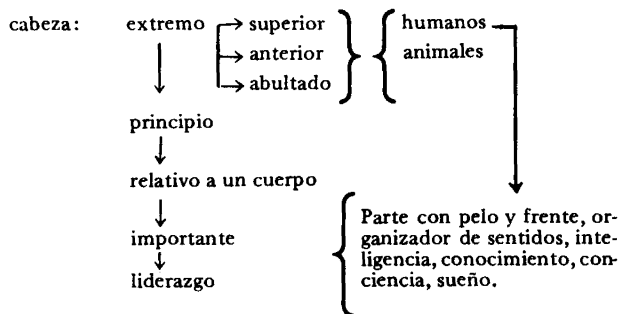 cabeza: extremo superior humanos
anterior animales
abultado
principio
relativo a un cuerpo
Parte con pelo y frente, or-
importante ganizador de sentidos, inte-
ligencia, conocimiento, con-
liderazgo ciencia, sueño.